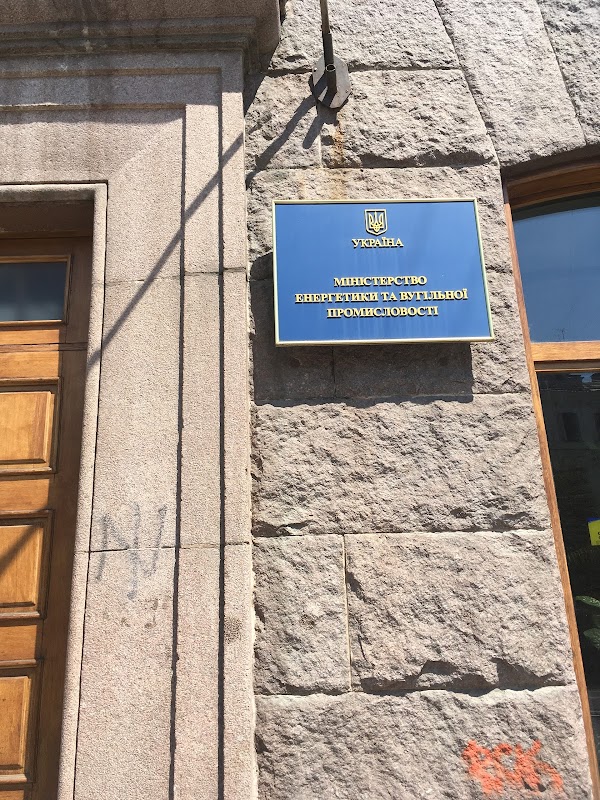 УКРАЇНА
МІНІСТЕРСТВО
ЕНЕРГЕТИКИ ТА ВУГІЛЬНОЇ
ПРОМИСЛОВОСТІ